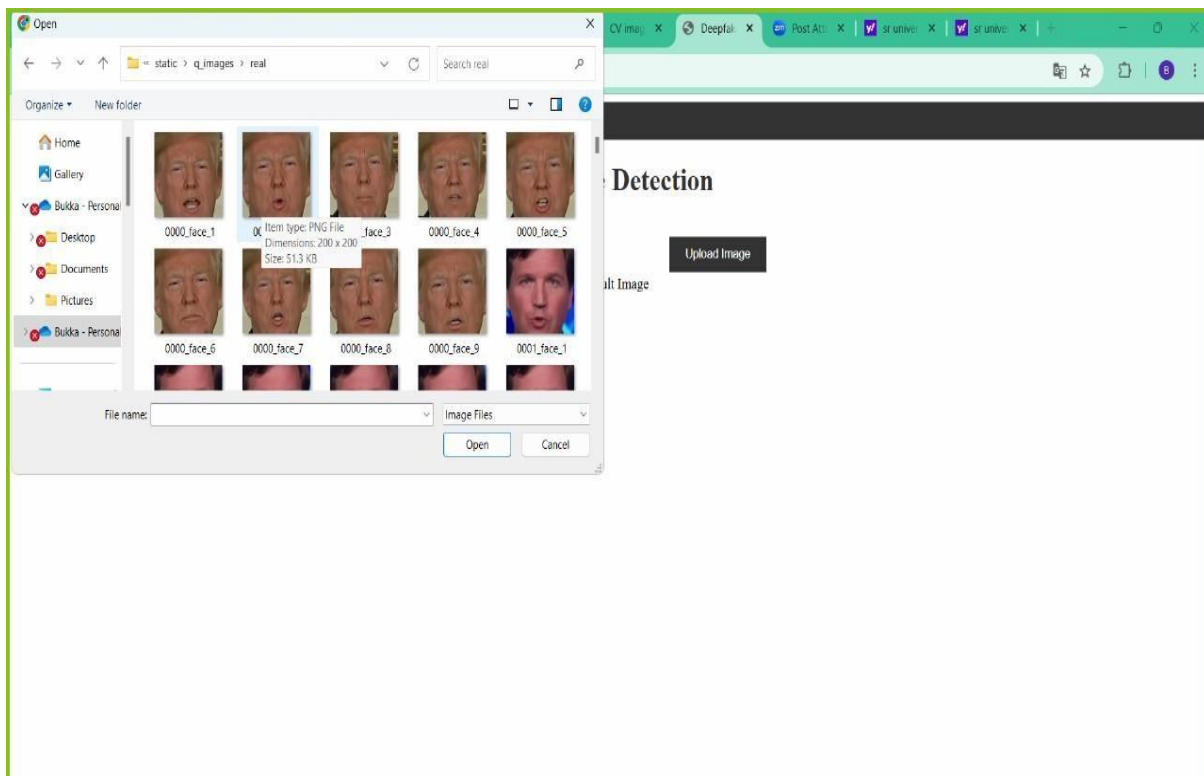 Open
CV imag
Deepfak
Post Att
sr univer
sr univer
static > q_images > real
Search real
B
Organize
New folder
Home
Gallery
Bukka - Personal
Desktop
Documents
Pictures
Bukka - Personal
0000_face_1
00
face_3
0000_face_4
0000_face_5
Item type: PNG File
Dimensions: 200 x 200
Size: 51.3 KB
0000_face_6
0000_face_7
0000_face_8
0000_face_9
0001_face_1
Detection
Upload Image
ult Image
File name:
Image Files
Open
Cancel